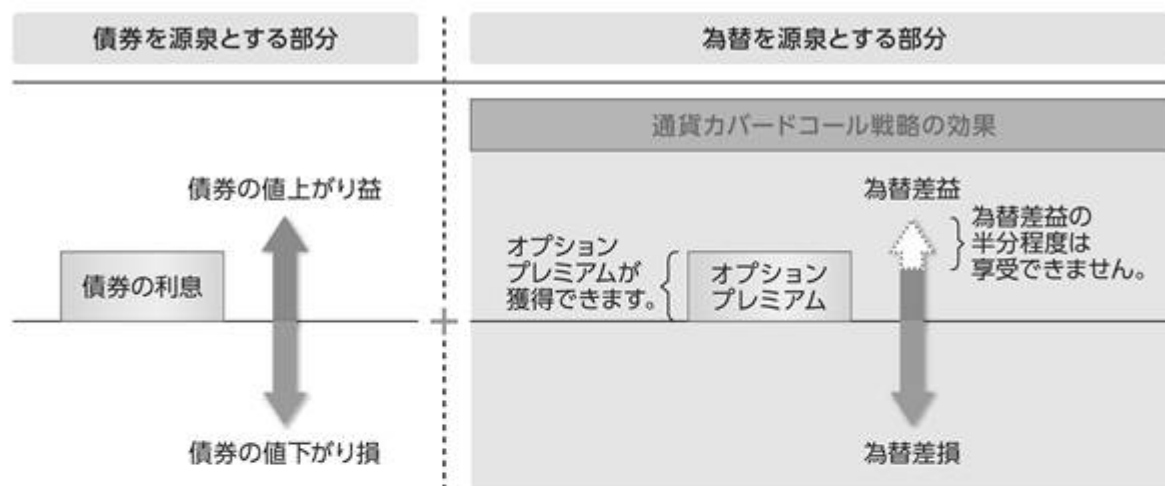 債券を源泉とする部分
為替を源泉とする部分
通貨カバードコール戦略の効果
債券の値上がり益
債券の利息
債券の値下がり損
オプション
プレミアムが
獲得できます。
オプション
プレミアム
為替差益
為替差益の
半分程度は
享受できません。
為替差損